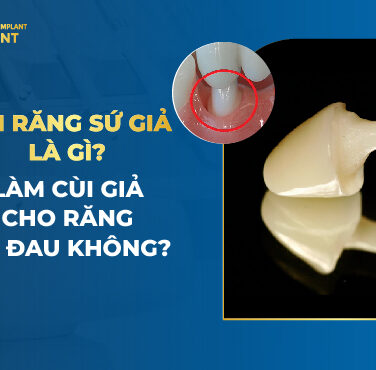 IMPLANT
NT
RĂNG SỨ GIẢ
LÀ GÌ?
LÀM CÙI GIẢ
CHO RĂNG
ĐAU KHÔNG?